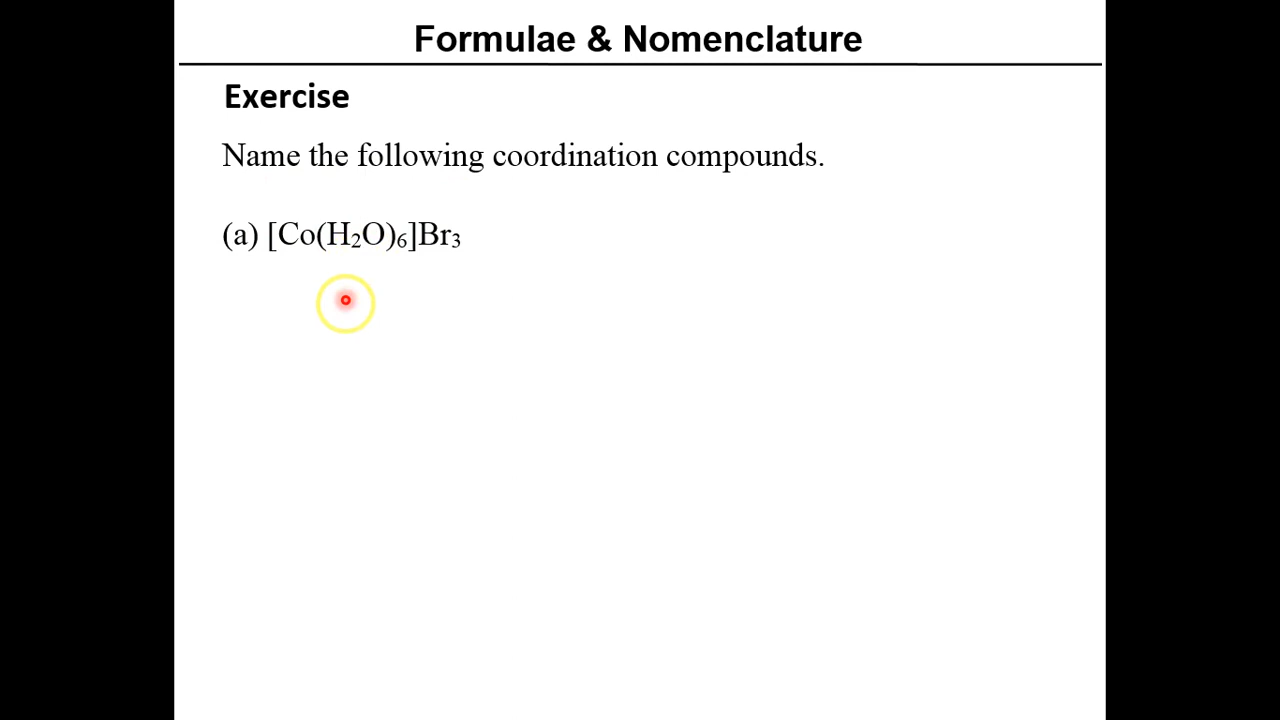 Formulae & Nomenclature
Exercise
Name the following coordination compounds.
(a) [Co(H₂O)₆]Br₃